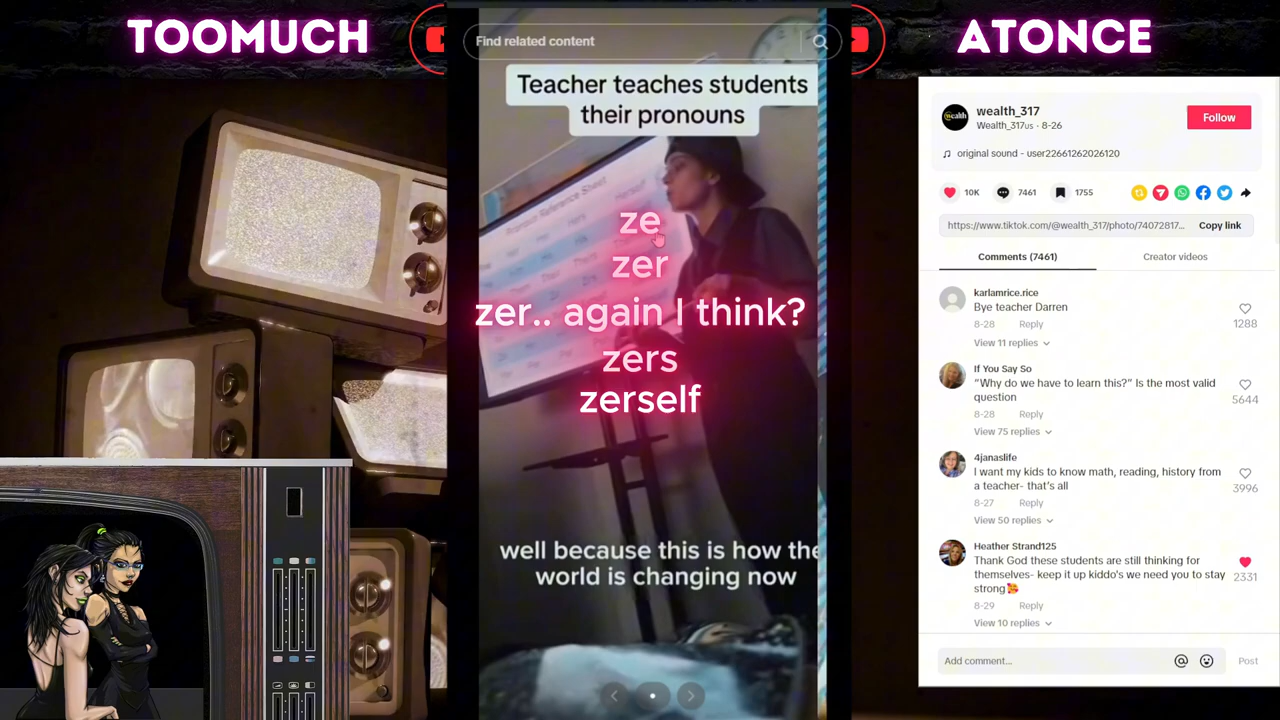 TOOMUCH
ATONCE
Find related content
Teacher teaches students
their pronouns
ze
zer
zer.. again I think?
zers
zerself
well because this is how the
world is changing now
wealth
wealth_317
Wealth_317us · 8-26
Follow
original sound - user22661262026120
10K
7461
1755
https://www.tiktok.com/@wealth_317/photo/74072817...
Copy link
Comments (7461)
Creator videos
karlamrice.rice
Bye teacher Darren
8-28
Reply
1288
View 11 replies
If You Say So
“Why do we have to learn this?” Is the most valid
question
8-28
Reply
5644
View 75 replies
4janaslife
I want my kids to know math, reading, history from
a teacher- that’s all
8-27
Reply
3996
View 50 replies
Heather Strand125
Thank God these students are still thinking for
themselves- keep it up kiddo's we need you to stay
strong🥰
8-29
Reply
2331
View 10 replies
Add comment...
Post